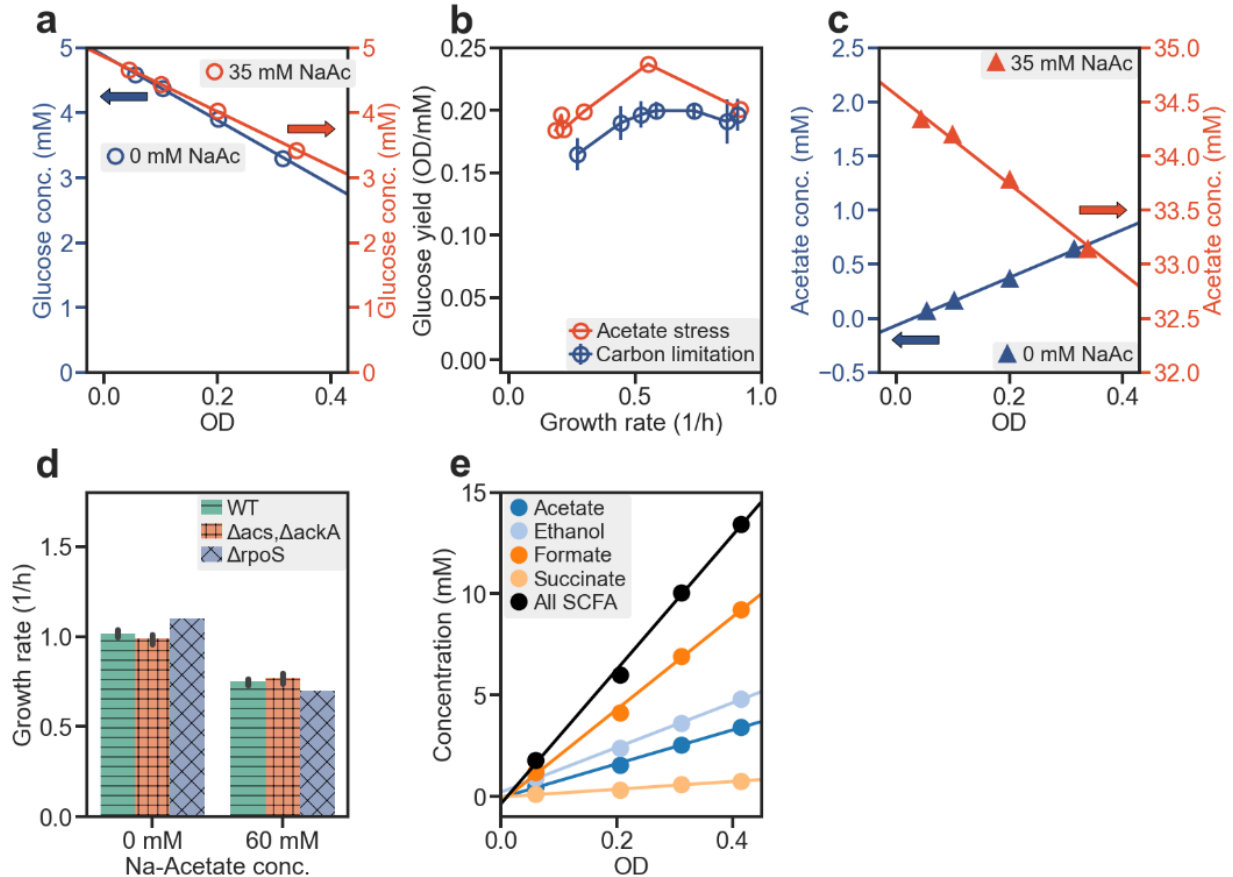 a
5
4
3
2
1
0
Glucose conc. (mM)
35 mM NaAc
0 mM NaAc
5
4
3
2
1
0
Glucose conc. (mM)
0.0
0.2
0.4
OD
b
0.25
0.20
0.15
0.10
0.05
0.00
Glucose yield (OD/mM)
Acetate stress
Carbon limitation
0.0
0.5
1.0
Growth rate (1/h)
c
2.5
2.0
1.5
1.0
0.5
0.0
−0.5
Acetate conc. (mM)
35 mM NaAc
0 mM NaAc
35.0
34.5
34.0
33.5
33.0
32.5
32.0
Acetate conc. (mM)
0.0
0.2
0.4
OD
d
1.5
1.0
0.5
0.0
Growth rate (1/h)
WT
Δacs,ΔackA
ΔrpoS
0 mM
60 mM
Na-Acetate conc.
e
15
10
5
0
Concentration (mM)
Acetate
Ethanol
Formate
Succinate
All SCFA
0.0
0.2
0.4
OD